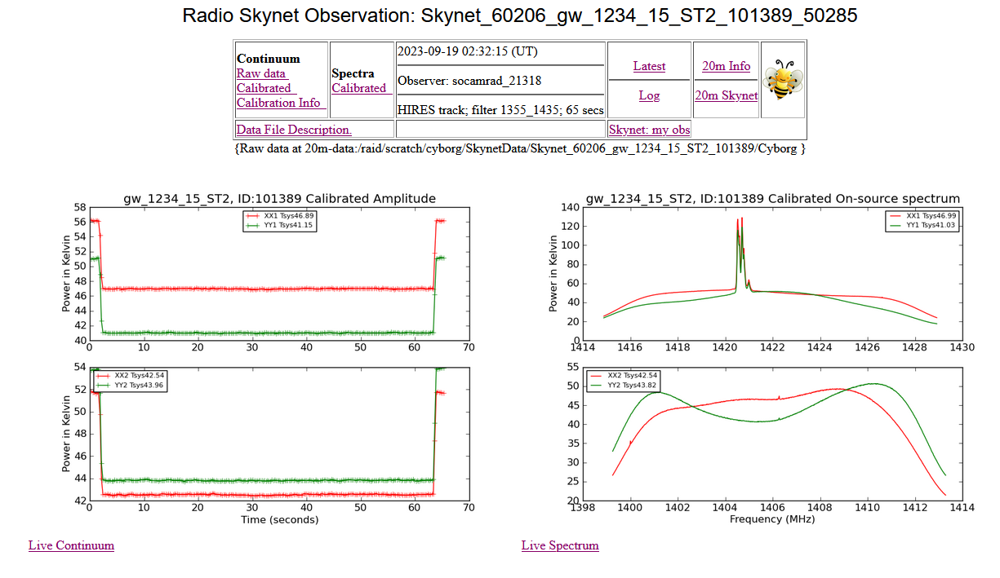 Radio Skynet Observation: Skynet_60206_gw_1234_15_ST2_101389_50285
Continuum
Raw data
Calibrated
Calibration Info
Spectra
Calibrated
2023-09-19 02:32:15 (UT)
Observer: socamrad_21318
HIRES track; filter 1355_1435; 65 secs
Latest
Log
20m Info
20m Skynet
Data File Description.
Skynet: my obs
{Raw data at 20m-data:/raid/scratch/cyborg/SkynetData/Skynet_60206_gw_1234_15_ST2_101389/Cyborg }
gw_1234_15_ST2, ID:101389 Calibrated Amplitude
58
56
54
52
50
48
46
44
42
40
Power in Kelvin
XX1 Tsys46.89
YY1 Tsys41.15
0 10 20 30 40 50 60 70
gw_1234_15_ST2, ID:101389 Calibrated On-source spectrum
140
120
100
80
60
40
20
0
Power in Kelvin
XX1 Tsys46.99
YY1 Tsys41.03
1414 1416 1418 1420 1422 1424 1426 1428 1430
54
52
50
48
46
44
42
Power in Kelvin
XX2 Tsys42.54
YY2 Tsys43.96
0 10 20 30 40 50 60 70
Time (seconds)
55
50
45
40
35
30
25
20
Power in Kelvin
XX2 Tsys42.54
YY2 Tsys43.82
1398 1400 1402 1404 1406 1408 1410 1412 1414
Frequency (MHz)
Live Continuum
Live Spectrum